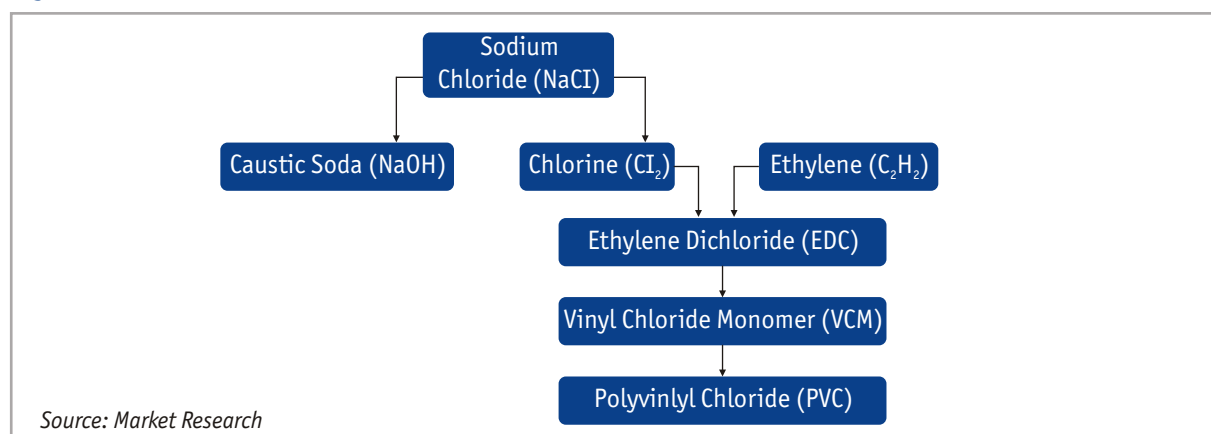 Sodium
Chloride (NaCI)
Caustic Soda (NaOH)
Chlorine (CI₂)
Ethylene (C₂H₂)
Ethylene Dichloride (EDC)
Vinyl Chloride Monomer (VCM)
Polyvinlyl Chloride (PVC)
Source: Market Research